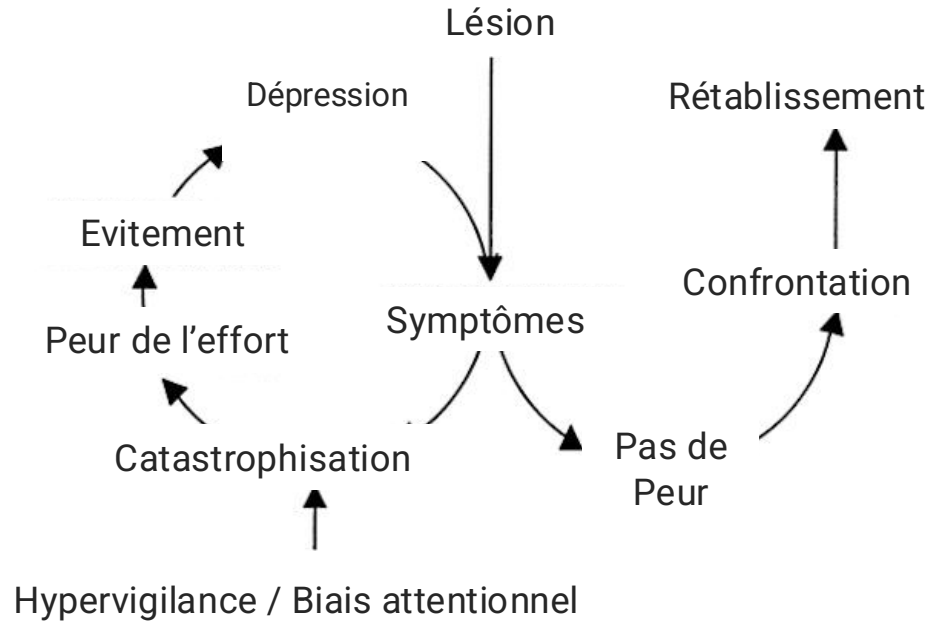 Lésion
Dépression
Rétablissement
Evitement
Confrontation
Symptômes
Peur de l'effort
Pas de
Peur
Catastrophisation
Hypervigilance / Biais attentionnel